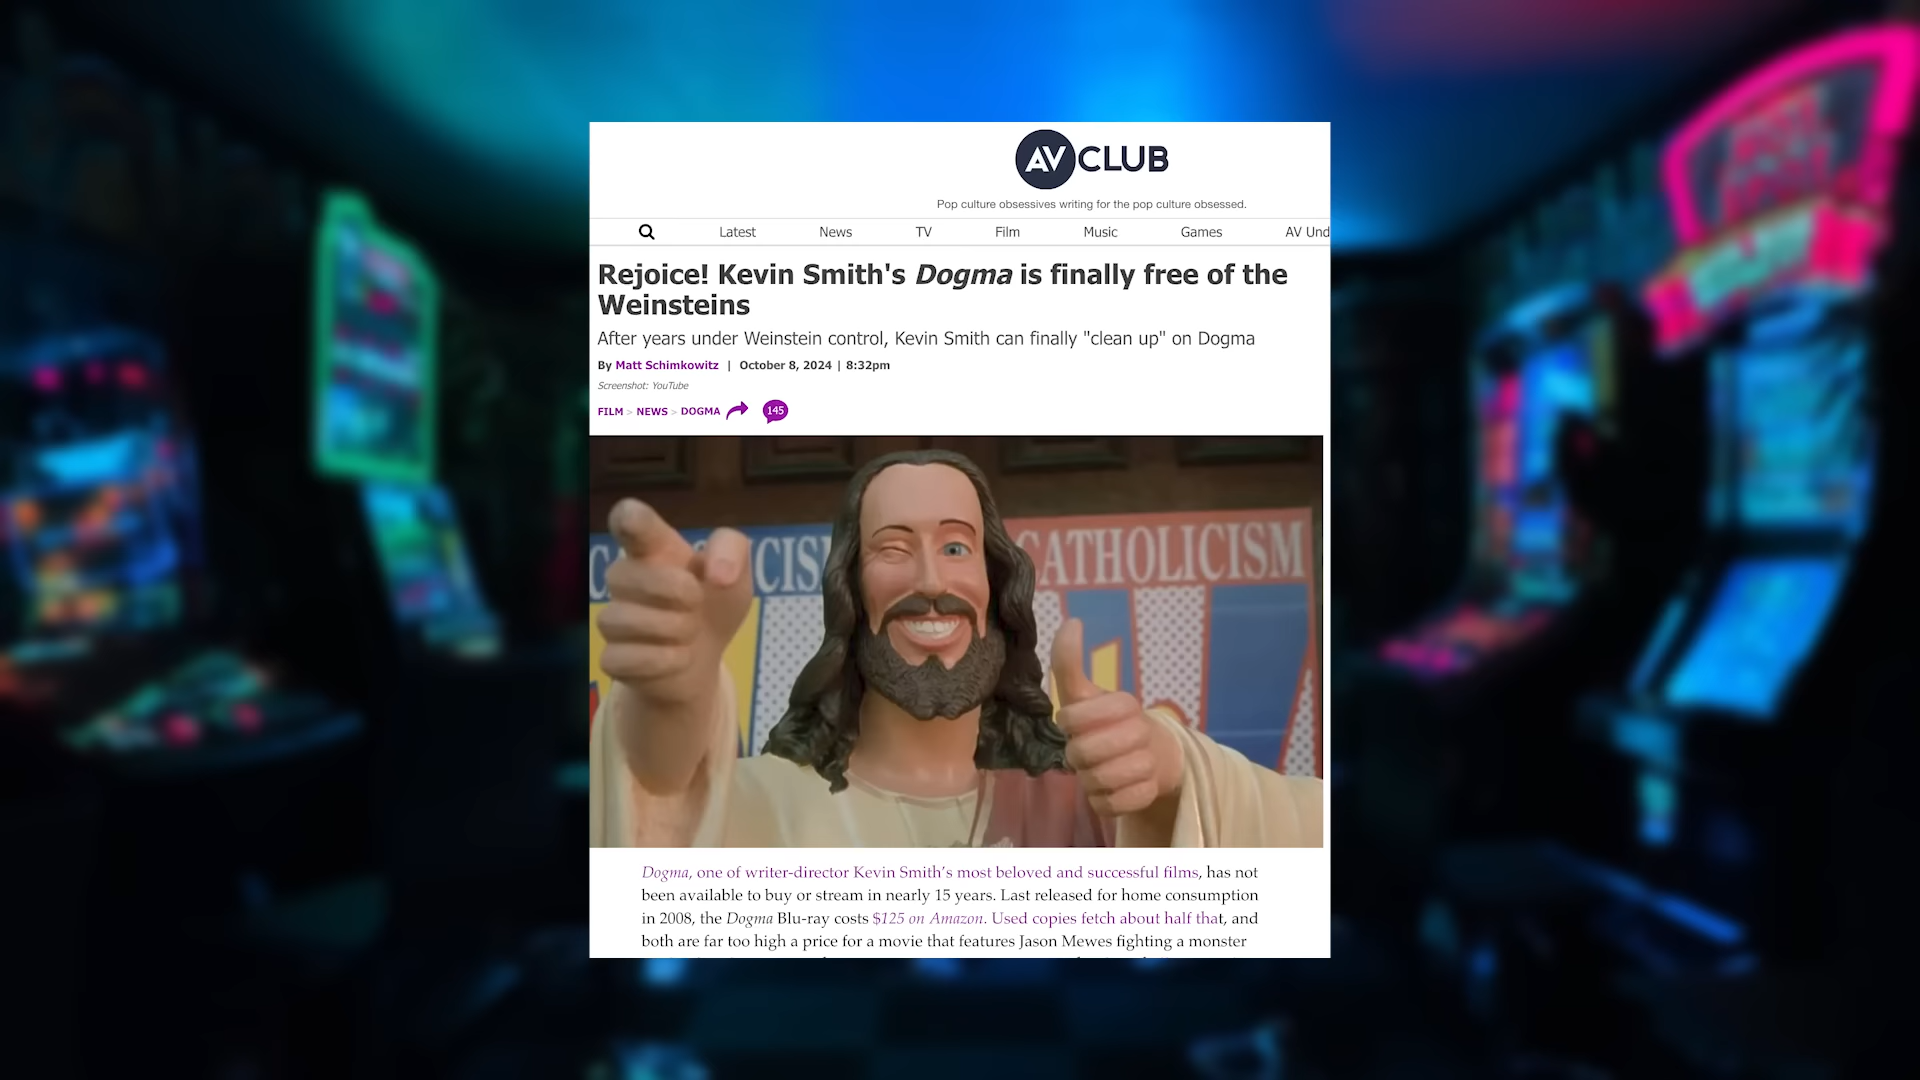 AV CLUB
Pop culture obsessives writing for the pop culture obsessed.
Latest News TV Film Music Games AV Und
Rejoice! Kevin Smith's Dogma is finally free of the
Weinsteins
After years under Weinstein control, Kevin Smith can finally "clean up" on Dogma
By Matt Schimkowitz | October 8, 2024 | 8:32pm
Screenshot: YouTube
FILM > NEWS > DOGMA 145
CATHOLICISM
Dogma, one of writer-director Kevin Smith's most beloved and successful films, has not
been available to buy or stream in nearly 15 years. Last released for home consumption
in 2008, the Dogma Blu-ray costs $125 on Amazon. Used copies fetch about half that, and
both are far too high a price for a movie that features Jason Mewes fighting a monster